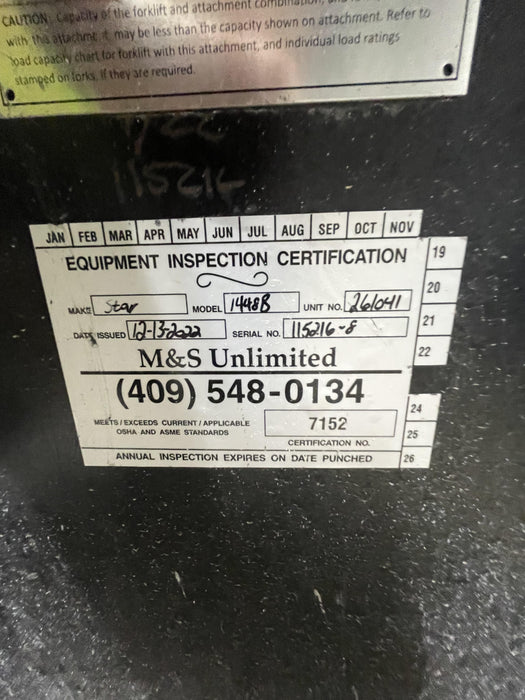 CAUTION: Capacity of the forklift and attachment combination
with this attachment it may be less than the capacity shown on attachment. Refer to
load capacity chart for forklift with this attachment, and individual load ratings
stamped on forks, if they are required.
115216
JAN FEB MAR APR MAY JUN JUL AUG SEP OCT NOV
EQUIPMENT INSPECTION CERTIFICATION
19
20
21
22
24
25
26
MAKE Star MODEL 1448B UNIT NO. 261041
DATE ISSUED 12-13-2022 SERIAL NO. 115216-8
M&S Unlimited
(409) 548-0134
MEETS / EXCEEDS CURRENT / APPLICABLE
OSHA AND ASME STANDARDS
7152
CERTIFICATION NO.
ANNUAL INSPECTION EXPIRES ON DATE PUNCHED